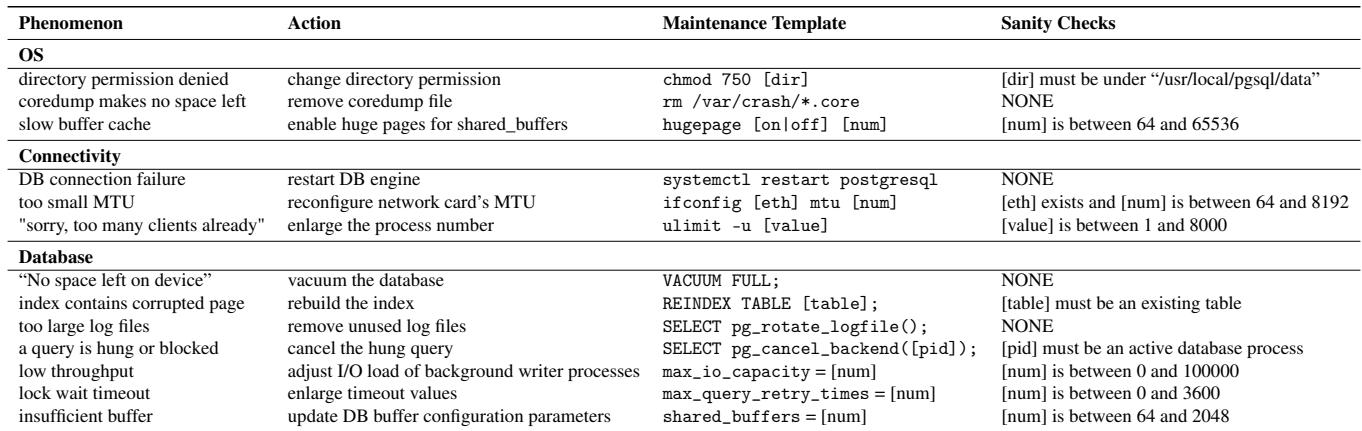 Phenomenon Action Maintenance Template Sanity Checks
OS
directory permission denied change directory permission chmod 750 [dir] [dir] must be under “/usr/local/pgsql/data”
coredump makes no space left remove coredump file rm /var/crash/*.core NONE
slow buffer cache enable huge pages for shared_buffers hugepage [on|off] [num] [num] is between 64 and 65536
Connectivity
DB connection failure restart DB engine systemctl restart postgresql NONE
too small MTU reconfigure network card's MTU ifconfig [eth] mtu [num] [eth] exists and [num] is between 64 and 8192
"sorry, too many clients already" enlarge the process number ulimit -u [value] [value] is between 1 and 8000
Database
“No space left on device” vacuum the database VACUUM FULL; NONE
index contains corrupted page rebuild the index REINDEX TABLE [table]; [table] must be an existing table
too large log files remove unused log files SELECT pg_rotate_logfile(); NONE
a query is hung or blocked cancel the hung query SELECT pg_cancel_backend([pid]); [pid] must be an active database process
low throughput adjust I/O load of background writer processes max_io_capacity = [num] [num] is between 0 and 100000
lock wait timeout enlarge timeout values max_query_retry_times = [num] [num] is between 0 and 3600
insufficient buffer update DB buffer configuration parameters shared_buffers = [num] [num] is between 64 and 2048